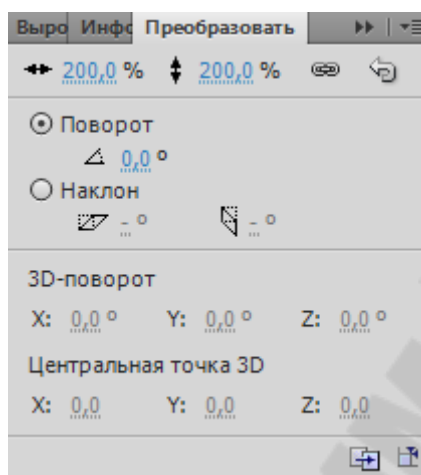 Выро Инфо Преобразовать
200,0 % 200,0 %
Поворот
0,0 °
Наклон
- ° - °
3D-поворот
X: 0,0 ° Y: 0,0 ° Z: 0,0 °
Центральная точка 3D
X: 0,0 Y: 0,0 Z: 0,0